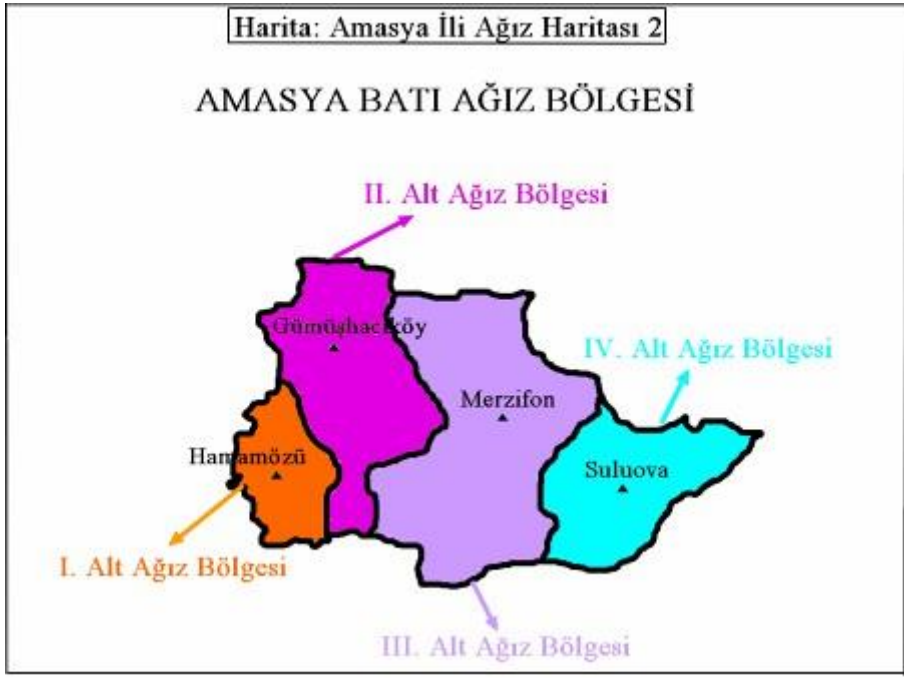 Harita: Amasya İli Ağız Haritası 2
AMASYA BATI AĞIZ BÖLGESİ
II. Alt Ağız Bölgesi
Gümüşhacıköy
IV. Alt Ağız Bölgesi
Merzifon
Hamamözü
Suluova
I. Alt Ağız Bölgesi
III. Alt Ağız Bölgesi